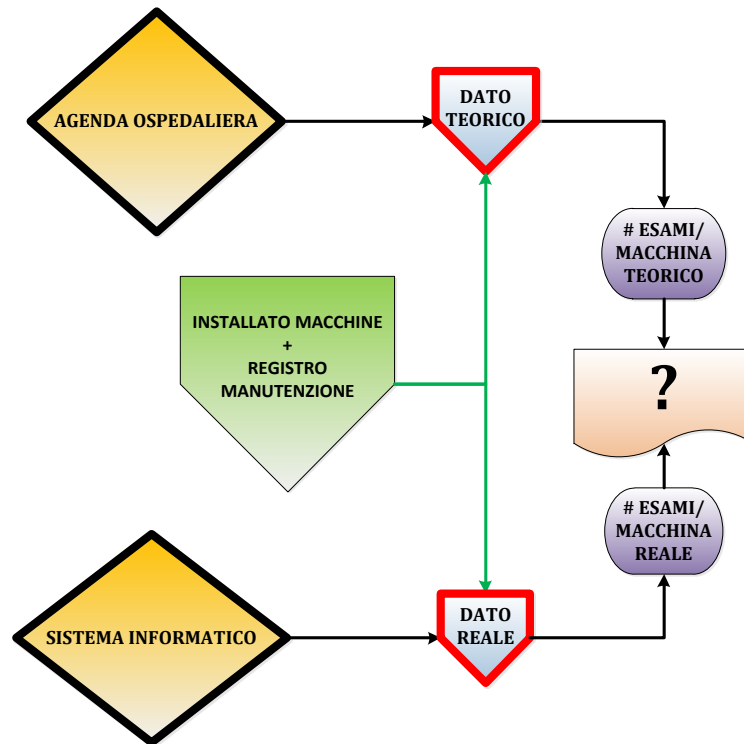 AGENDA OSPEDALIERA
DATO
TEORICO
# ESAMI/
MACCHINA
TEORICO
INSTALLATO MACCHINE
+
REGISTRO
MANUTENZIONE
?
# ESAMI/
MACCHINA
REALE
SISTEMA INFORMATICO
DATO
REALE